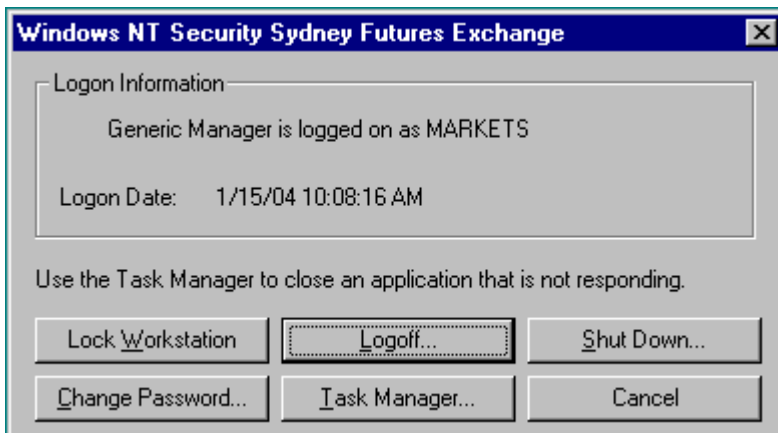 Windows NT Security Sydney Futures Exchange
Logon Information
Generic Manager is logged on as MARKETS
Logon Date: 1/15/04 10:08:16 AM
Use the Task Manager to close an application that is not responding.
Lock Workstation Logoff... Shut Down...
Change Password... Task Manager... Cancel